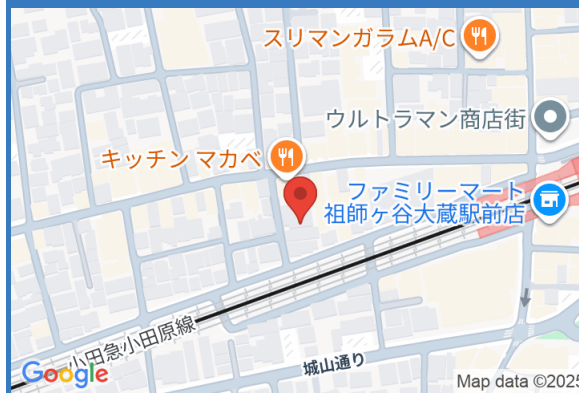 スリマンガラムA/C
ウルトラマン商店街
キッチン マカベ
ファミリーマート
祖師ヶ谷大蔵駅前店
小田急小田原線
城山通り
Google
Map data ©2025